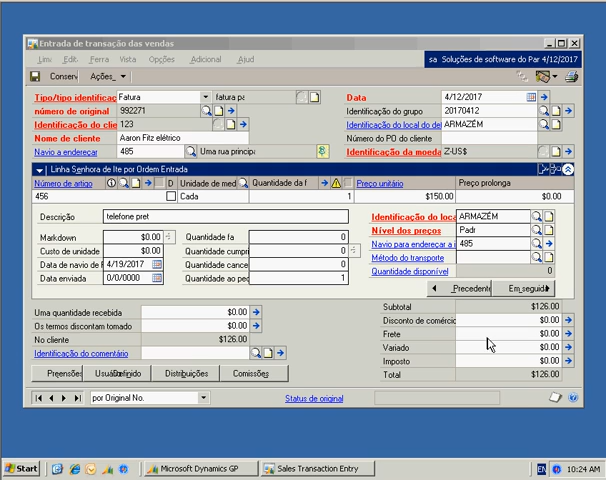 Entrada de transação das vendas
Linv Edit Ferra Vista Opções Adicional Ajud
sa Soluções de software do Par 4/12/2017
Conserv Ações
Tipo/tipo identificaç Fatura fatura pa
Data 4/12/2017
número de original 992271
Identificação do grupo 20170412
Identificação do clie 123
Identificação do local do de ARMAZÉM
Nome de cliente Aaron Fitz elétrico
Número de PO do cliente
Navio a endereçar 485 Uma rua principa
Identificação da moeda Z-US$
Linha Senhora de Ite por Ordem Entrada
Número de artigo D Unidade de med Quantidade da f Preço unitário Preço prolonga
456 Cada 1 $150.00 $0.00
Descrição telefone pret
Identificação do loca ARMAZÉM
Nível dos preços Padr
Markdown $0.00 Quantidade fa 0
Navio para endereçar a i 485
Custo de unidade $0.00 Quantidade cumpri 0
Método do transporte
Data de navio de F 4/19/2017 Quantidade cance 0
Quantidade disponível 0
Data enviada 0/0/0000 Quantidade ao ped 1
Precedente Em seguida
Uma quantidade recebida $0.00
Os termos discontam tomado $0.00
No cliente $126.00
Identificação do comentário
Subtotal $126.00
Disconto de comércio $0.00
Frete $0.00
Variado $0.00
Imposto $0.00
Total $126.00
Preensões Distribuições Comissões
por Original No. Status de original
Start Microsoft Dynamics GP Sales Transaction Entry EN 10:24 AM